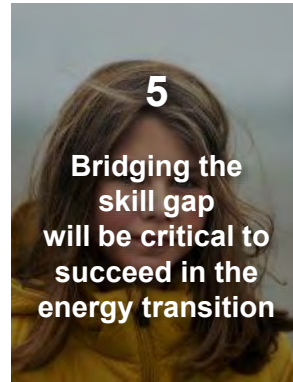 5
Bridging the
skill gap
will be critical to
succeed in the
energy transition